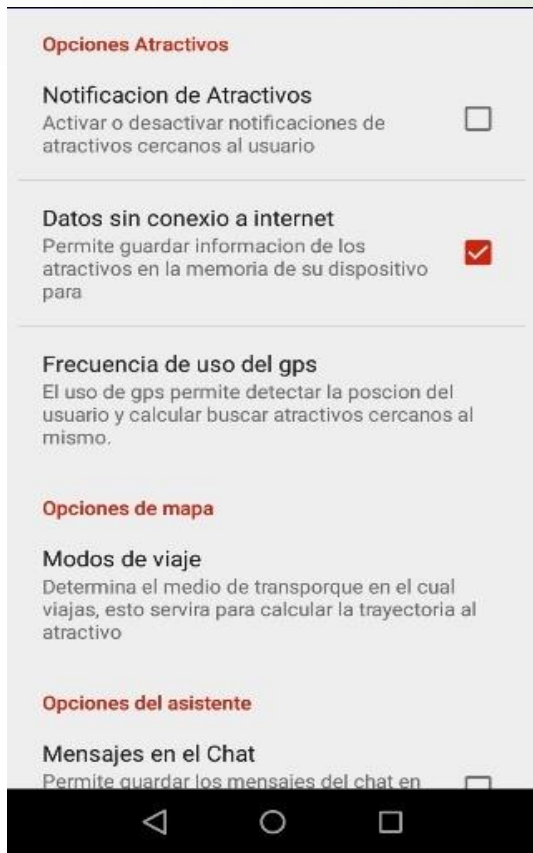 Opciones Atractivos
Notificacion de Atractivos
Activar o desactivar notificaciones de
atractivos cercanos al usuario
Datos sin conexio a internet
Permite guardar informacion de los
atractivos en la memoria de su dispositivo
para
Frecuencia de uso del gps
El uso de gps permite detectar la poscion del
usuario y calcular buscar atractivos cercanos al
mismo.
Opciones de mapa
Modos de viaje
Determina el medio de transporque en el cual
viajas, esto servira para calcular la trayectoria al
atractivo
Opciones del asistente
Mensajes en el Chat
Permite guardar los mensajes del chat en